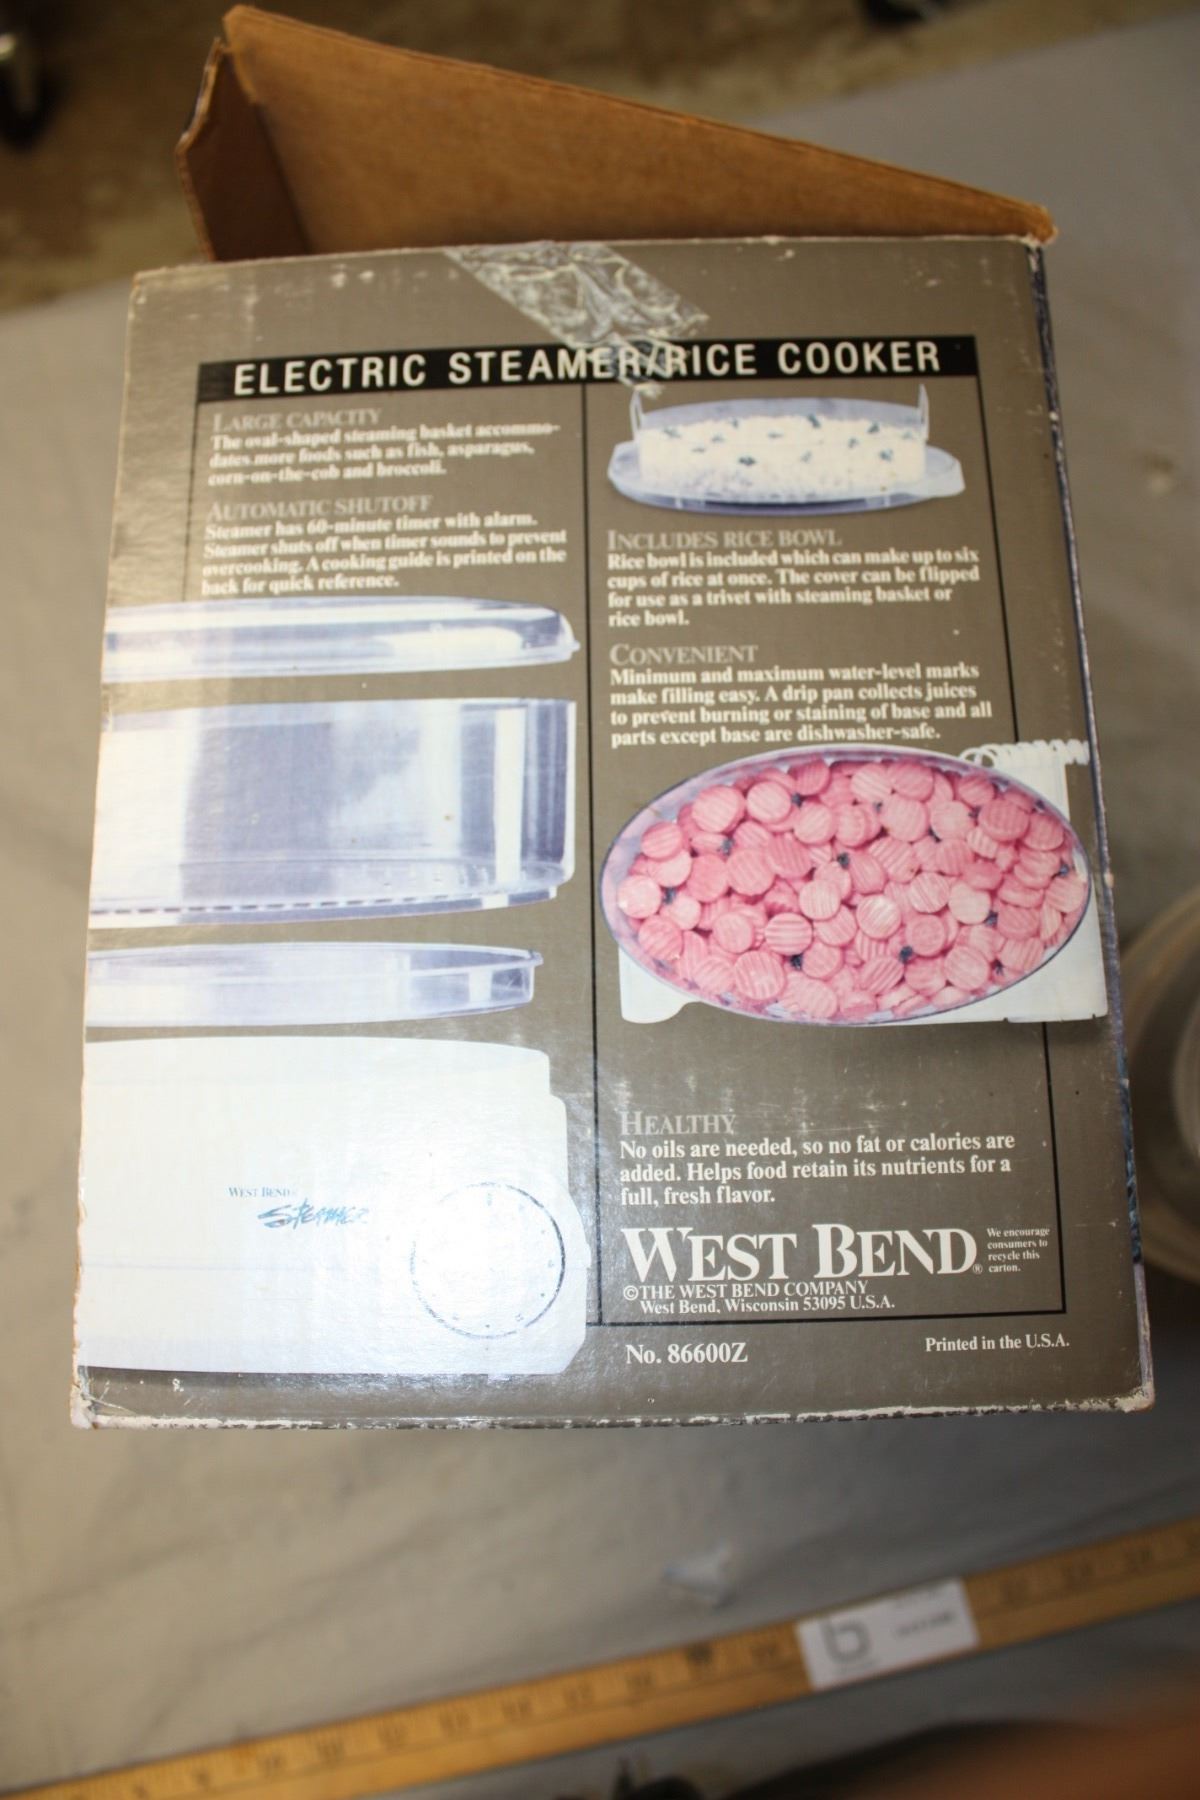 ELECTRIC STEAMER/RICE COOKER
LARGE CAPACITY
The oval-shaped steaming basket accommo-
dates more foods such as fish, asparagus,
corn-on-the-cob and broccoli.
AUTOMATIC SHUTOFF
Steamer has 60-minute timer with alarm.
Steamer shuts off when timer sounds to prevent
overcooking. A cooking guide is printed on the
back for quick reference.
WEST BEND
STEAMER
INCLUDES RICE BOWL
Rice bowl is included which can make up to six
cups of rice at once. The cover can be flipped
for use as a trivet with steaming basket or
rice bowl.
CONVENIENT
Minimum and maximum water-level marks
make filling easy. A drip pan collects juices
to prevent burning or staining of base and all
parts except base are dishwasher-safe.
HEALTHY
No oils are needed, so no fat or calories are
added. Helps food retain its nutrients for a
full, fresh flavor.
WEST BEND®
We encourage
consumers to
recycle this
carton.
©THE WEST BEND COMPANY
West Bend, Wisconsin 53095 U.S.A.
No. 86600Z
Printed in the U.S.A.